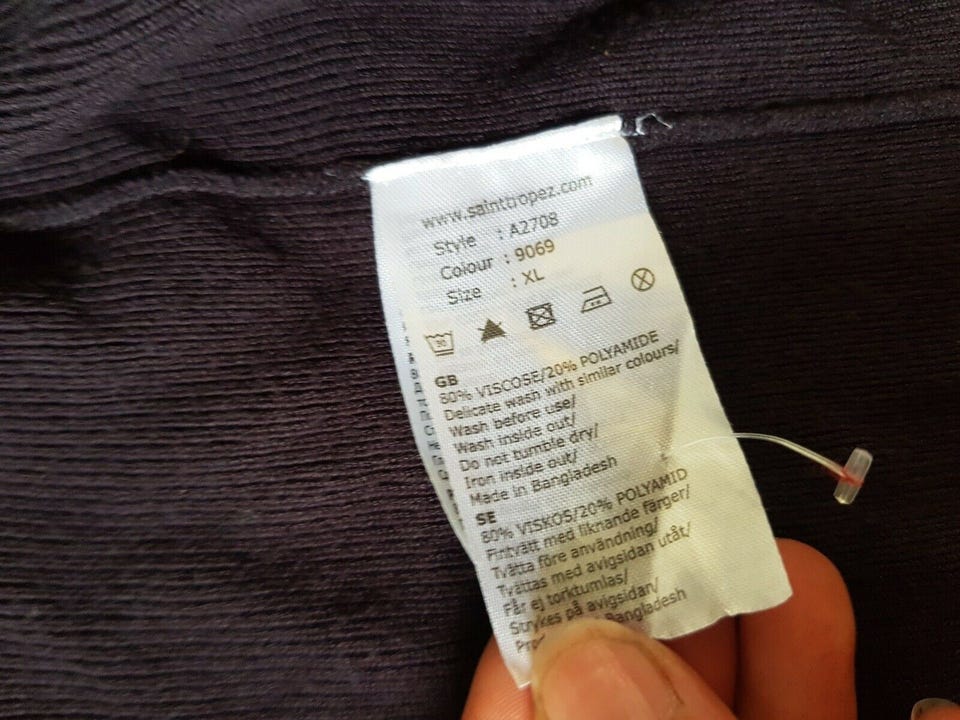 www.sainttropez.com
Style : A2708
Colour : 9069
Size : XL
30
GB
80% VISCOSE/20% POLYAMIDE
Delicate wash with similar colours/
Wash before use/
Wash inside out/
Do not tumble dry/
Iron inside out/
Made in Bangladesh
SE
80% VISKOS/20% POLYAMID
Fintvätt med liknande färger/
Tvätta före användning/
Tvättas med avigsidan utåt/
Får ej torktumlas/
Strykes på avigsidan/
Bangladesh